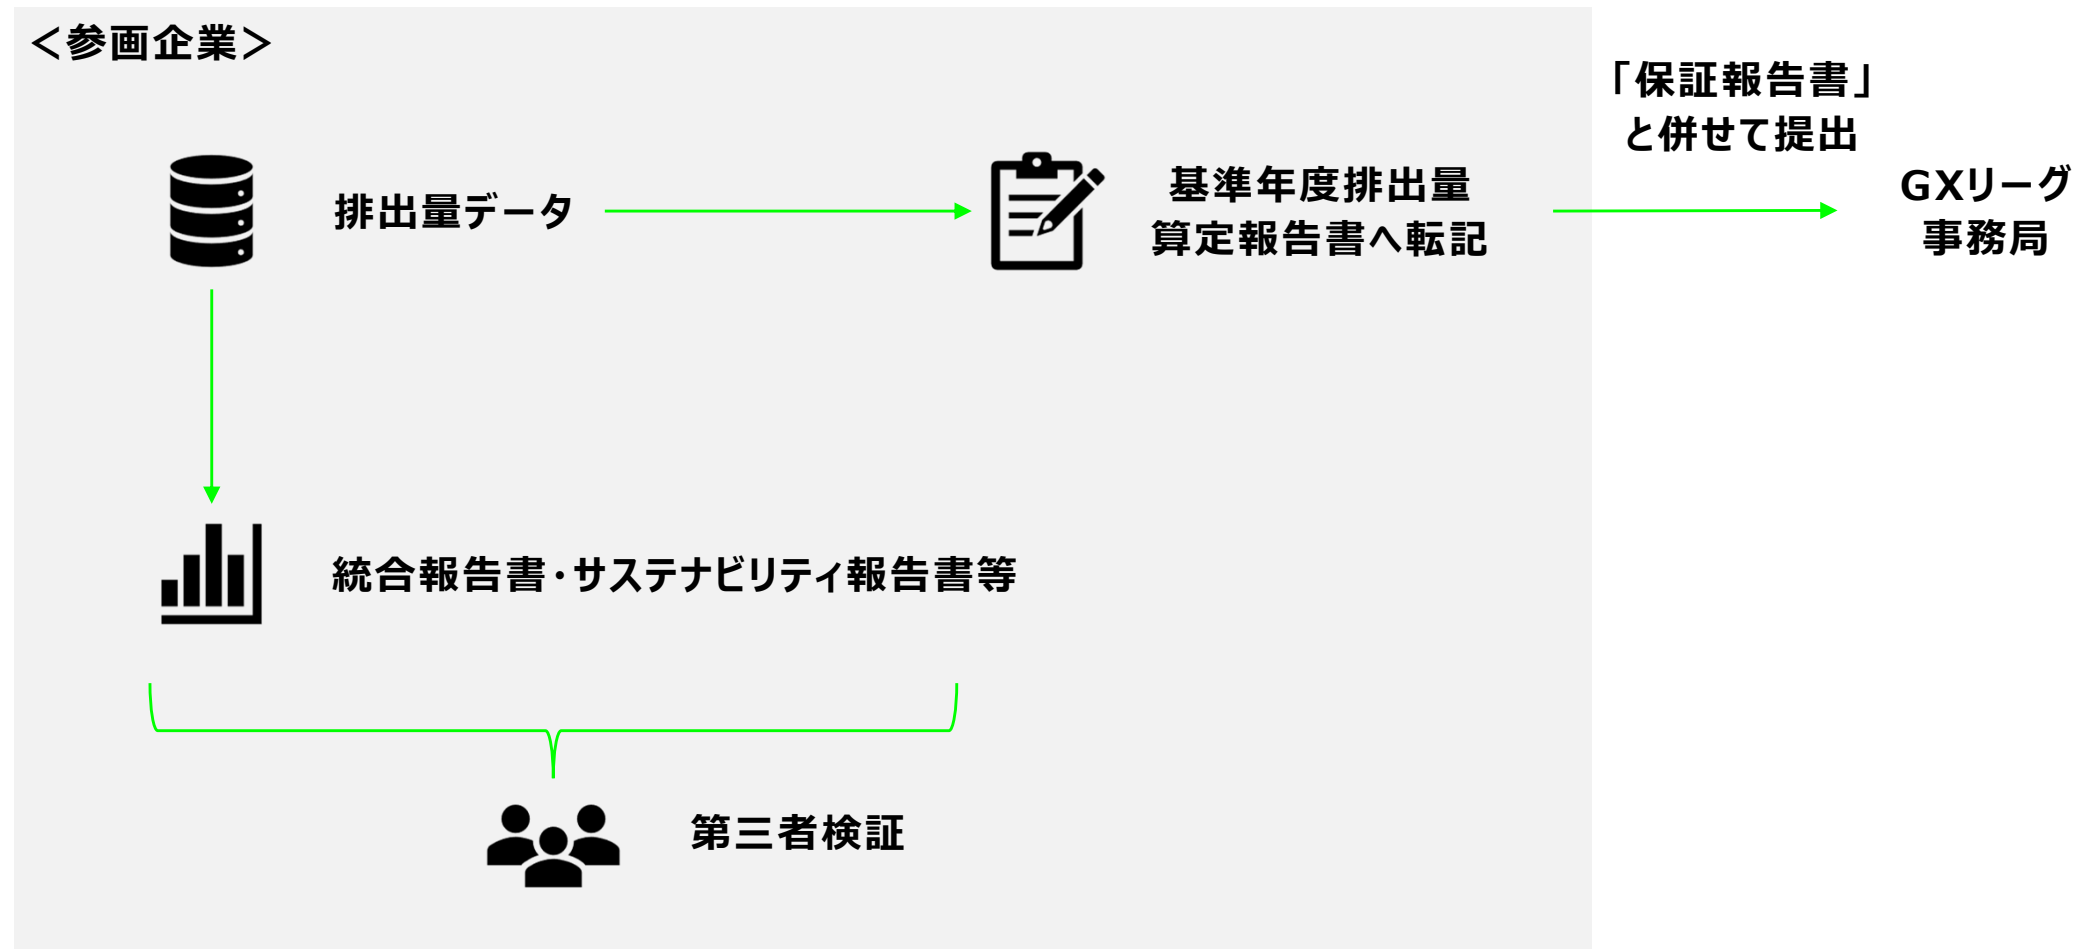 ＜参画企業＞
「保証報告書」
と併せて提出
排出量データ
基準年度排出量
算定報告書へ転記
GXリーグ
事務局
統合報告書・サステナビリティ報告書等
第三者検証